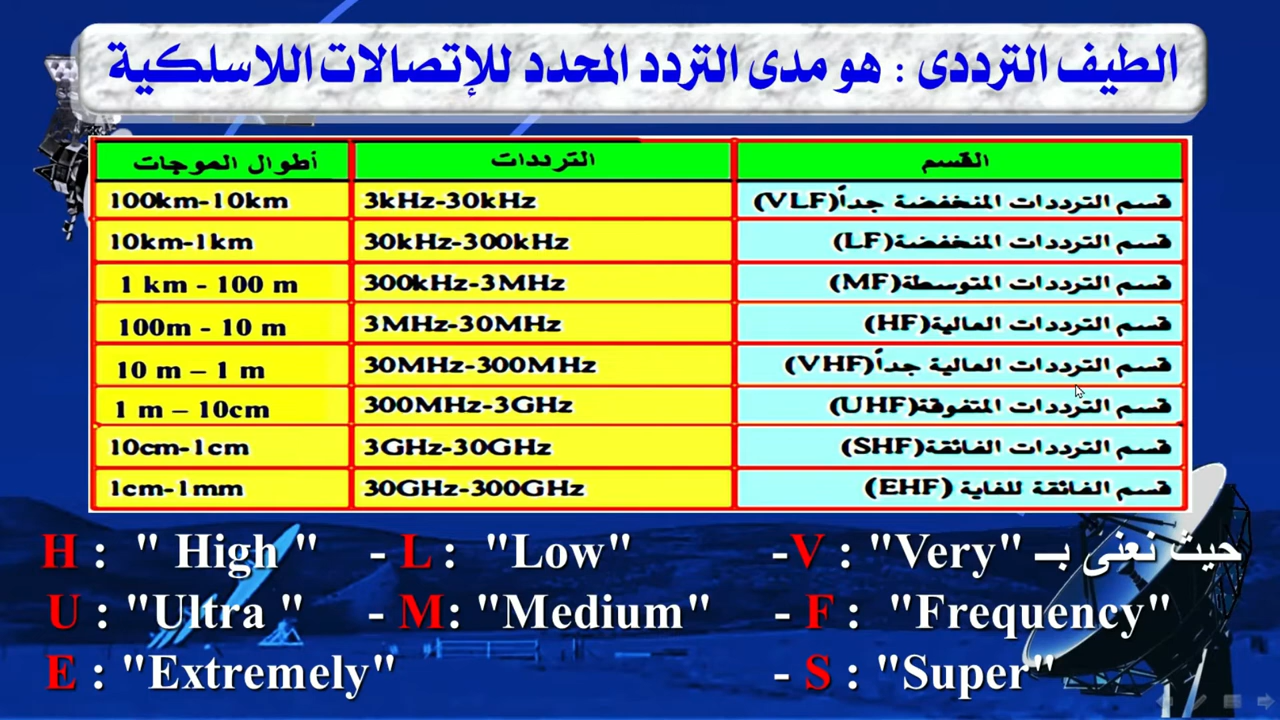 الطيف الترددى : هو مدى التردد المحدد للإتصالات اللاسلكية
القسم الترددات أطوال الموجات
قسم الترددات المنخفضة جداً(VLF) 3kHz-30kHz 100km-10km
قسم الترددات المنخفضة(LF) 30kHz-300kHz 10km-1km
قسم الترددات المتوسطة(MF) 300kHz-3MHz 1 km - 100 m
قسم الترددات العالية(HF) 3MHz-30MHz 100m - 10 m
قسم الترددات العالية جداً(VHF) 30MHz-300MHz 10 m – 1 m
قسم الترددات المتفوقة(UHF) 300MHz-3GHz 1 m – 10cm
قسم الترددات الفائقة(SHF) 3GHz-30GHz 10cm-1cm
قسم الفائقة للغاية (EHF) 30GHz-300GHz 1cm-1mm
حيث نعنى بـ "Very" : V- "Low" : L - " High " : H
"Frequency" : F - "Medium" :M - "Ultra " : U
"Super" : S - "Extremely" : E